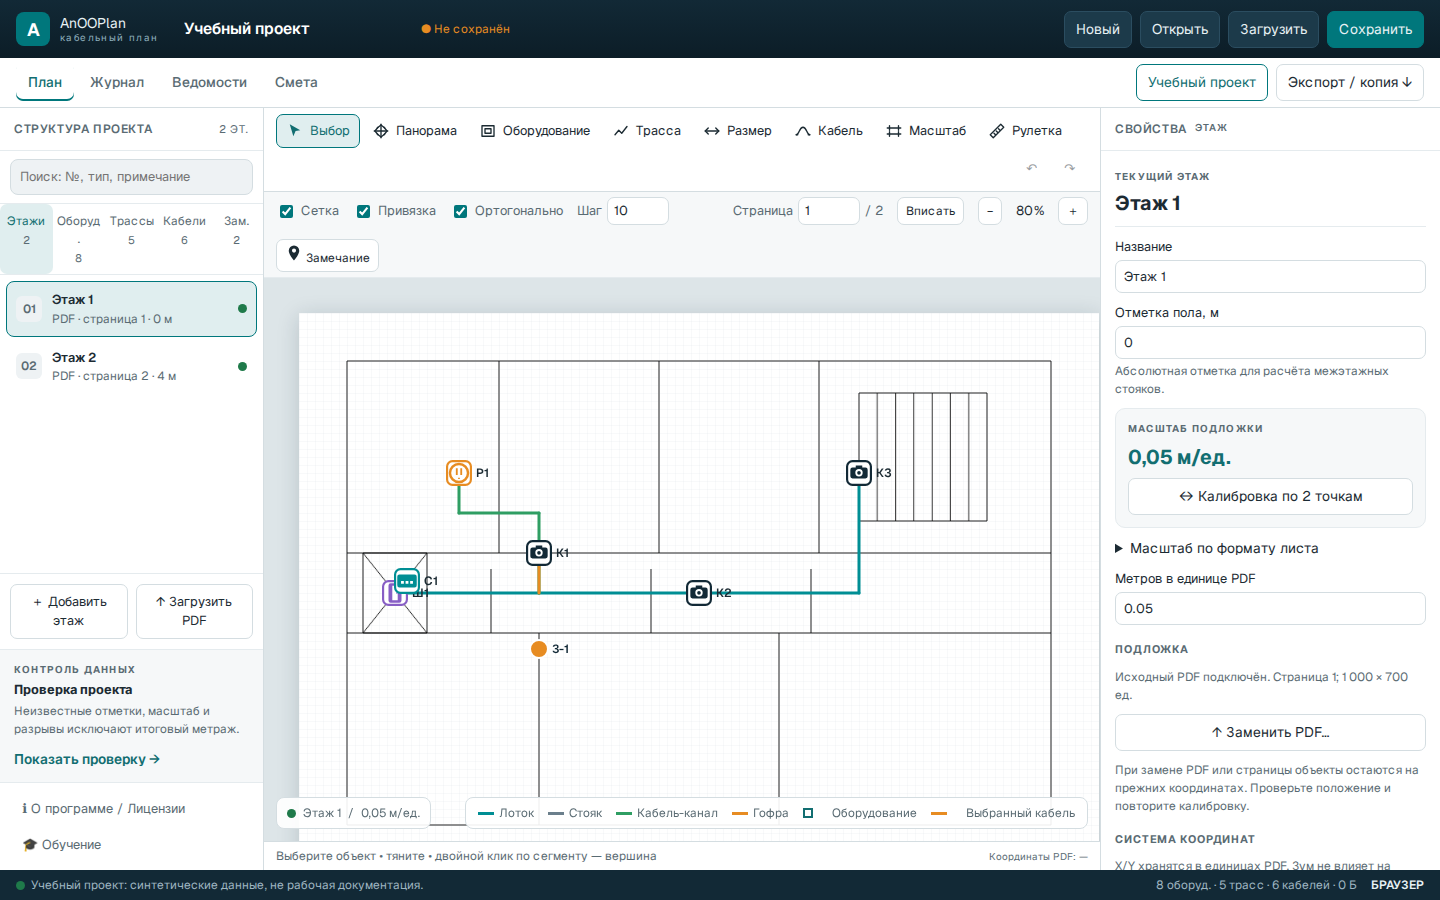 A
AnOOPlan
кабельный план
Учебный проект
Не сохранён
Новый
Открыть
Загрузить
Сохранить
План
Журнал
Ведомости
Смета
Учебный проект
Экспорт / копия ↓
СТРУКТУРА ПРОЕКТА
2 ЭТ.
Поиск: №, тип, примечание
Этажи
2
Оборуд
.
8
Трассы
5
Кабели
6
Зам.
2
01
Этаж 1
PDF · страница 1 · 0 м
02
Этаж 2
PDF · страница 2 · 4 м
+ Добавить
этаж
↑ Загрузить
PDF
КОНТРОЛЬ ДАННЫХ
Проверка проекта
Неизвестные отметки, масштаб и
разрывы исключают итоговый метраж.
Показать проверку →
ℹ О программе / Лицензии
🎓 Обучение
Выбор
Панорама
Оборудование
Трасса
Размер
Кабель
Масштаб
Рулетка
↶
↷
Сетка
Привязка
Ортогонально
Шаг
10
Страница
1
/ 2
Вписать
−
80%
+
Замечание
Р1
К3
К1
С1
Ш1
К2
З-1
Этаж 1 / 0,05 м/ед.
Лоток
Стояк
Кабель-канал
Гофра
Оборудование
Выбранный кабель
Выберите объект • тяните • двойной клик по сегменту — вершина
Координаты PDF: —
СВОЙСТВА
ЭТАЖ
ТЕКУЩИЙ ЭТАЖ
Этаж 1
Название
Этаж 1
Отметка пола, м
0
Абсолютная отметка для расчёта межэтажных
стояков.
МАСШТАБ ПОДЛОЖКИ
0,05 м/ед.
↔ Калибровка по 2 точкам
▶ Масштаб по формату листа
Метров в единице PDF
0.05
ПОДЛОЖКА
Исходный PDF подключён. Страница 1; 1 000 × 700
ед.
↑ Заменить PDF…
При замене PDF или страницы объекты остаются на
прежних координатах. Проверьте положение и
повторите калибровку.
СИСТЕМА КООРДИНАТ
X/Y хранятся в единицах PDF. Зум не влияет на
Учебный проект: синтетические данные, не рабочая документация.
8 оборуд. · 5 трасс · 6 кабелей · 0 Б
БРАУЗЕР